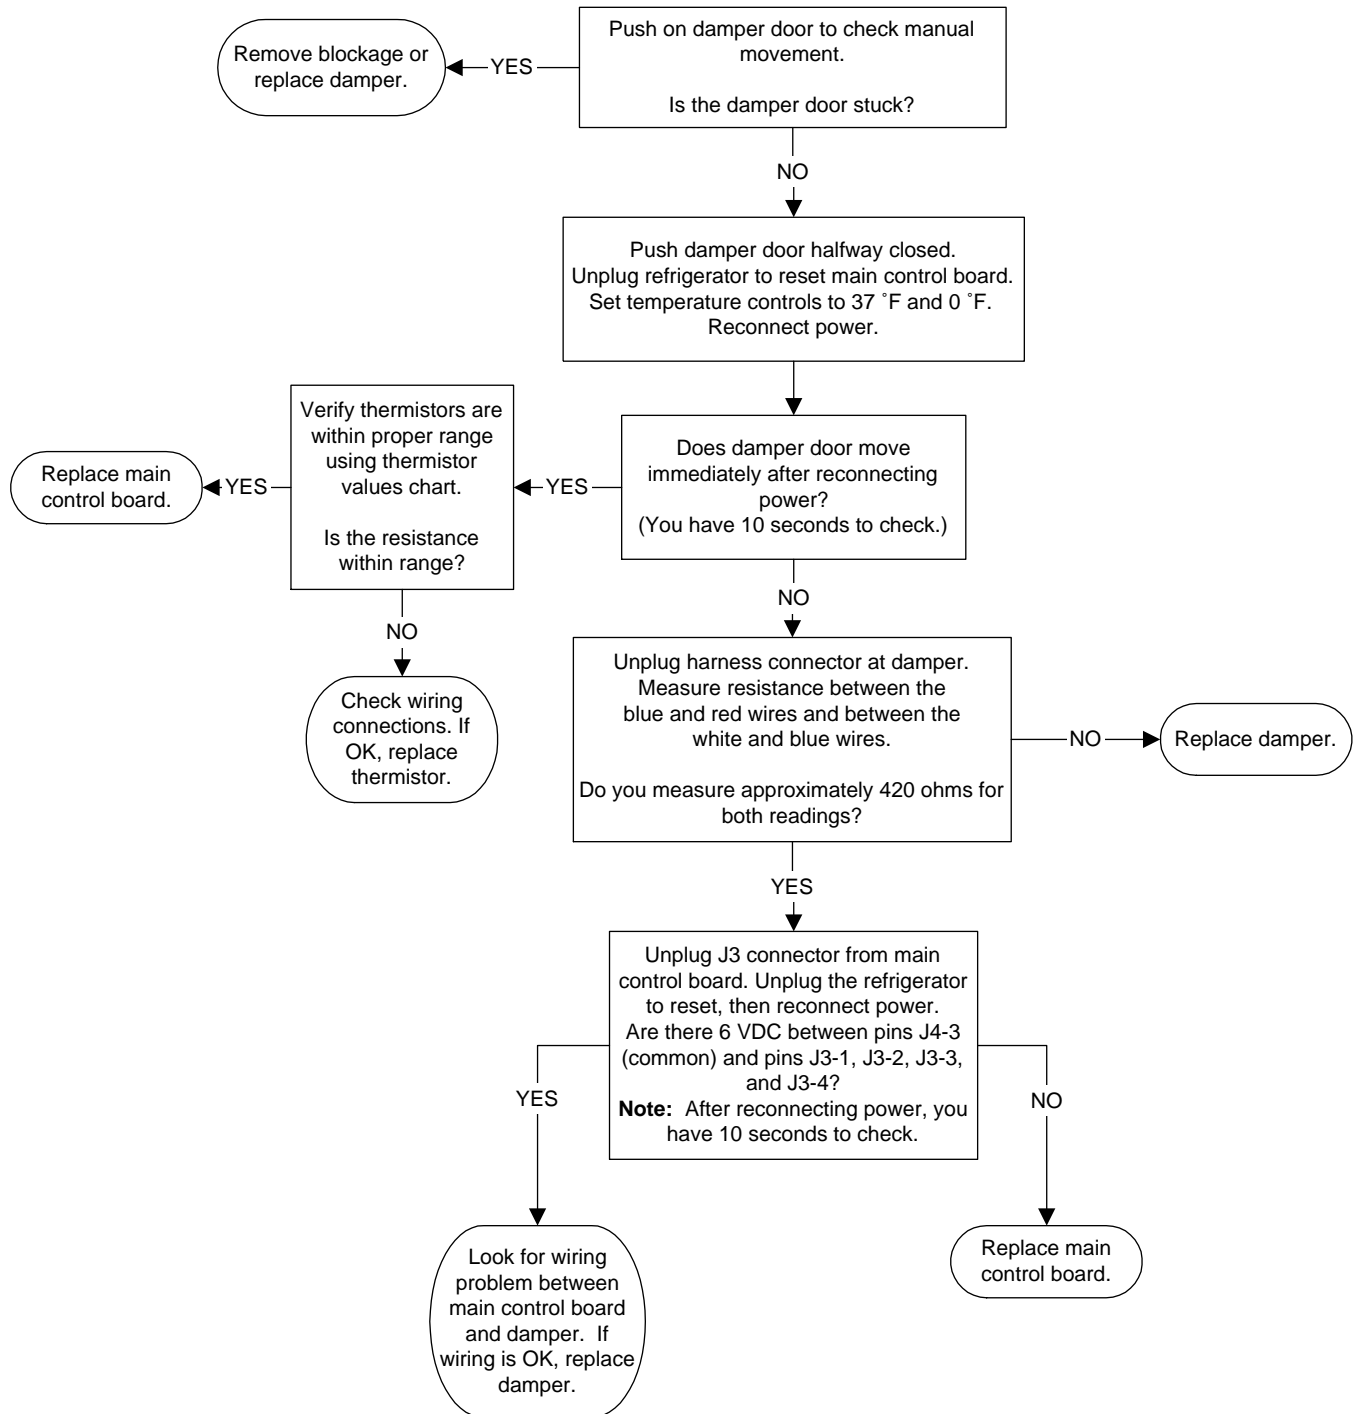 Push on damper door to check manual
movement.
Is the damper door stuck?
YES
Remove blockage or
replace damper.
NO
Push damper door halfway closed.
Unplug refrigerator to reset main control board.
Set temperature controls to 37 ˚F and 0 ˚F.
Reconnect power.
Does damper door move
immediately after reconnecting
power?
(You have 10 seconds to check.)
YES
Verify thermistors are
within proper range
using thermistor
values chart.
Is the resistance
within range?
YES
Replace main
control board.
NO
Check wiring
connections. If
OK, replace
thermistor.
NO
Unplug harness connector at damper.
Measure resistance between the
blue and red wires and between the
white and blue wires.
Do you measure approximately 420 ohms for
both readings?
NO
Replace damper.
YES
Unplug J3 connector from main
control board. Unplug the refrigerator
to reset, then reconnect power.
Are there 6 VDC between pins J4-3
(common) and pins J3-1, J3-2, J3-3,
and J3-4?
Note: After reconnecting power, you
have 10 seconds to check.
YES
Look for wiring
problem between
main control board
and damper. If
wiring is OK, replace
damper.
NO
Replace main
control board.